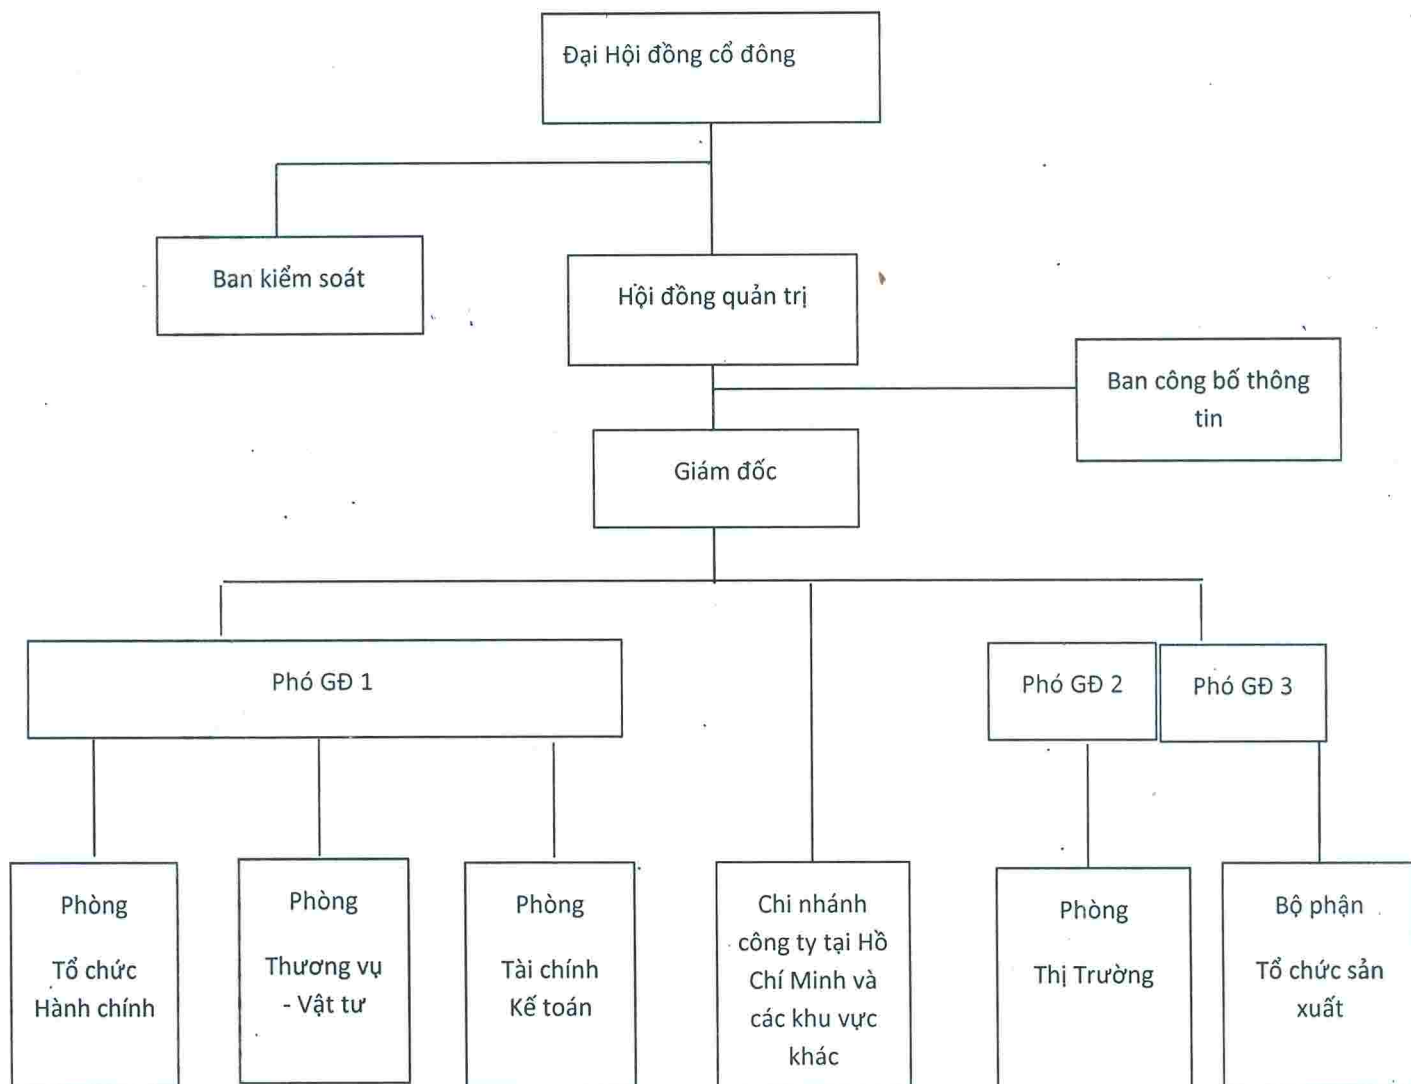 Đại Hội đồng cổ đông
Ban kiểm soát
Hội đồng quản trị
Ban công bố thông
tin
Giám đốc
Phó GĐ 1
Phó GĐ 2
Phó GĐ 3
Phòng
Tổ chức
Hành chính
Phòng
Thương vụ
- Vật tư
Phòng
Tài chính
Kế toán
Chi nhánh
công ty tại Hồ
Chí Minh và
các khu vực
khác
Phòng
Thị Trường
Bộ phận
Tổ chức sản
xuất